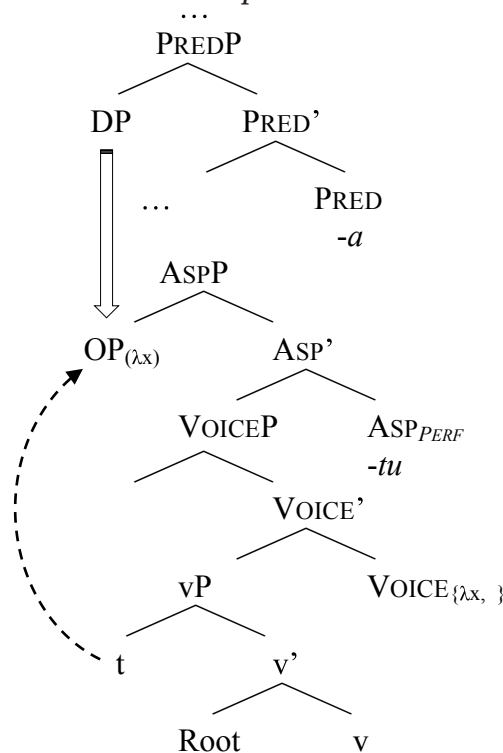 …
PREDP
DP PRED'
… PRED
-a
ASPP
OP(λx) ASP'
VOICEP ASPPERF
-tu
VOICE'
vP VOICE{λx, }
t v'
Root v